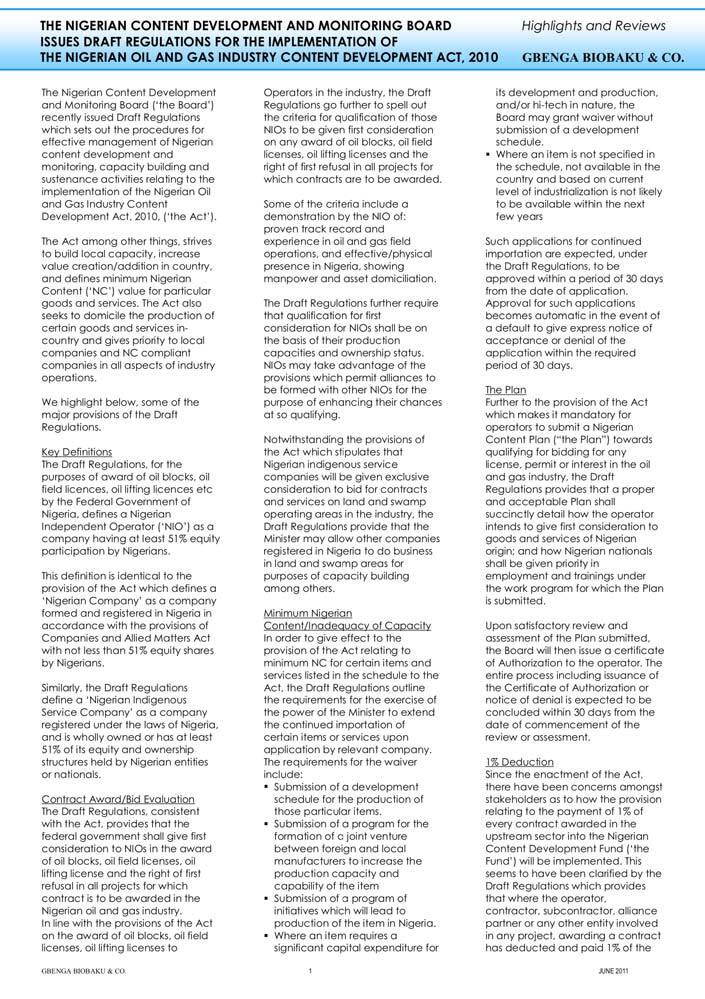 THE NIGERIAN CONTENT DEVELOPMENT AND MONITORING BOARD
ISSUES DRAFT REGULATIONS FOR THE IMPLEMENTATION OF
THE NIGERIAN OIL AND GAS INDUSTRY CONTENT DEVELOPMENT ACT, 2010
Highlights and Reviews
GBENGA BIOBAKU & CO.
The Nigerian Content Development
and Monitoring Board ('the Board')
recently issued Draft Regulations
which sets out the procedures for
effective management of Nigerian
content development and
monitoring, capacity building and
sustenance activities relating to the
implementation of the Nigerian Oil
and Gas Industry Content
Development Act, 2010, ('the Act').
The Act among other things, strives
to build local capacity, increase
value creation/addition in country,
and defines minimum Nigerian
Content ('NC') value for particular
goods and services. The Act also
seeks to domicile the production of
certain goods and services in-
country and gives priority to local
companies and NC compliant
companies in all aspects of industry
operations.
We highlight below, some of the
major provisions of the Draft
Regulations.
Key Definitions
The Draft Regulations, for the
purposes of award of oil blocks, oil
field licences, oil lifting licences etc
by the Federal Government of
Nigeria, defines a Nigerian
Independent Operator ('NIO') as a
company having at least 51% equity
participation by Nigerians.
This definition is identical to the
provision of the Act which defines a
'Nigerian Company' as a company
formed and registered in Nigeria in
accordance with the provisions of
Companies and Allied Matters Act
with not less than 51% equity shares
by Nigerians.
Similarly, the Draft Regulations
define a 'Nigerian Indigenous
Service Company' as a company
registered under the laws of Nigeria,
and is wholly owned or has at least
51% of its equity and ownership
structures held by Nigerian entities
or nationals.
Contract Award/Bid Evaluation
The Draft Regulations, consistent
with the Act, provides that the
federal government shall give first
consideration to NIOs in the award
of oil blocks, oil field licenses, oil
lifting license and the right of first
refusal in all projects for which
contract is to be awarded in the
Nigerian oil and gas industry.
In line with the provisions of the Act
on the award of oil blocks, oil field
licenses, oil lifting licenses to
Operators in the industry, the Draft
Regulations go further to spell out
the criteria for qualification of those
NIOs to be given first consideration
on any award of oil blocks, oil field
licenses, oil lifting licenses and the
right of first refusal in all projects for
which contracts are to be awarded.
Some of the criteria include a
demonstration by the NIO of:
proven track record and
experience in oil and gas field
operations, and effective/physical
presence in Nigeria, showing
manpower and asset domiciliation.
The Draft Regulations further require
that qualification for first
consideration for NIOs shall be on
the basis of their production
capacities and ownership status.
NIOs may take advantage of the
provisions which permit alliances to
be formed with other NIOs for the
purpose of enhancing their chances
at so qualifying.
Notwithstanding the provisions of
the Act which stipulates that
Nigerian indigenous service
companies will be given exclusive
consideration to bid for contracts
and services on land and swamp
operating areas in the industry, the
Draft Regulations provide that the
Minister may allow other companies
registered in Nigeria to do business
in land and swamp areas for
purposes of capacity building
among others.
Minimum Nigerian
Content/Inadequacy of Capacity
In order to give effect to the
provision of the Act relating to
minimum NC for certain items and
services listed in the schedule to the
Act, the Draft Regulations outline
the requirements for the exercise of
the power of the Minister to extend
the continued importation of
certain items or services upon
application by relevant company.
The requirements for the waiver
include:
▪ Submission of a development
schedule for the production of
those particular items.
▪ Submission of a program for the
formation of a joint venture
between foreign and local
manufacturers to increase the
production capacity and
capability of the item
▪ Submission of a program of
initiatives which will lead to
production of the item in Nigeria.
▪ Where an item requires a
significant capital expenditure for
its development and production,
and/or hi-tech in nature, the
Board may grant waiver without
submission of a development
schedule.
▪ Where an item is not specified in
the schedule, not available in the
country and based on current
level of industrialization is not likely
to be available within the next
few years
Such applications for continued
importation are expected, under
the Draft Regulations, to be
approved within a period of 30 days
from the date of application.
Approval for such applications
becomes automatic in the event of
a default to give express notice of
acceptance or denial of the
application within the required
period of 30 days.
The Plan
Further to the provision of the Act
which makes it mandatory for
operators to submit a Nigerian
Content Plan ("the Plan") towards
qualifying for bidding for any
license, permit or interest in the oil
and gas industry, the Draft
Regulations provides that a proper
and acceptable Plan shall
succinctly detail how the operator
intends to give first consideration to
goods and services of Nigerian
origin; and how Nigerian nationals
shall be given priority in
employment and trainings under
the work program for which the Plan
is submitted.
Upon satisfactory review and
assessment of the Plan submitted,
the Board will then issue a certificate
of Authorization to the operator. The
entire process including issuance of
the Certificate of Authorization or
notice of denial is expected to be
concluded within 30 days from the
date of commencement of the
review or assessment.
1% Deduction
Since the enactment of the Act,
there have been concerns amongst
stakeholders as to how the provision
relating to the payment of 1% of
every contract awarded in the
upstream sector into the Nigerian
Content Development Fund ('the
Fund') will be implemented. This
seems to have been clarified by the
Draft Regulations which provides
that where the operator,
contractor, subcontractor, alliance
partner or any other entity involved
in any project, awarding a contract
has deducted and paid 1% of the
GBENGA BIOBAKU & CO.
1
JUNE 2011